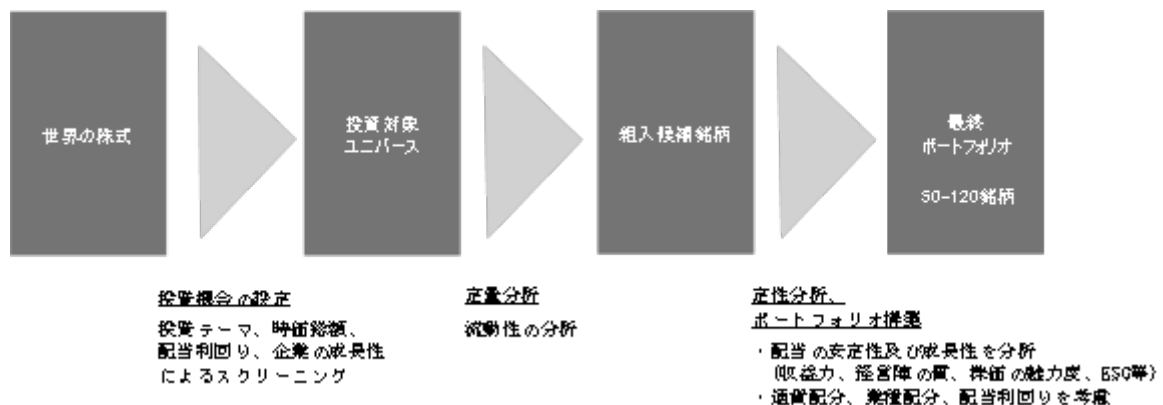 世界の株式
投資対象
ユニバース
組入候補銘柄
最終
ポートフォリオ
50-120銘柄
投資機会の設定
投資テーマ、時価総額、
配当利回り、企業の成長性
によるスクリーニング
定量分析
流動性の分析
定性分析、
ポートフォリオ構築
・配当の安定性及び成長性を分析
(収益力、経営陣の質、株価の魅力度、ESG等)
・通貨配分、業種配分、配当利回りを考慮